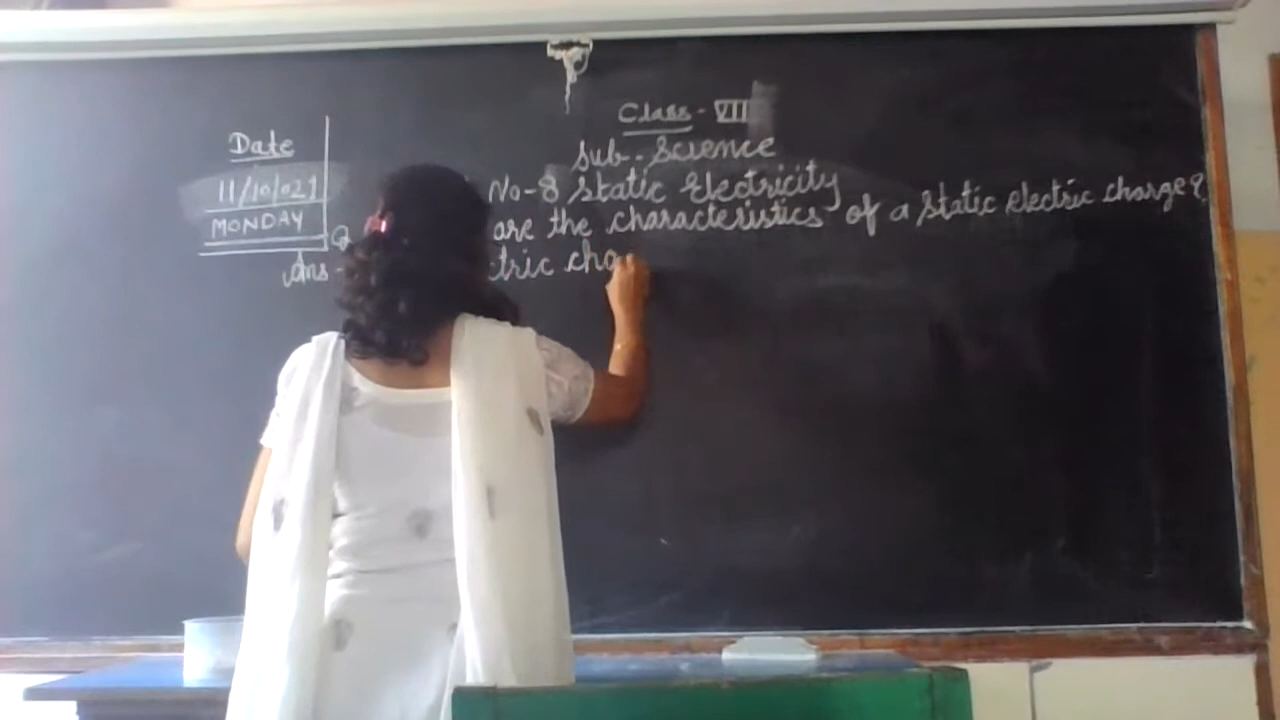 Class - VII
Date
Sub - Science
11/10/021
No-8 Static Electricity
MONDAY
Q are the characteristics of a static electric charge?
Ans - tric cha